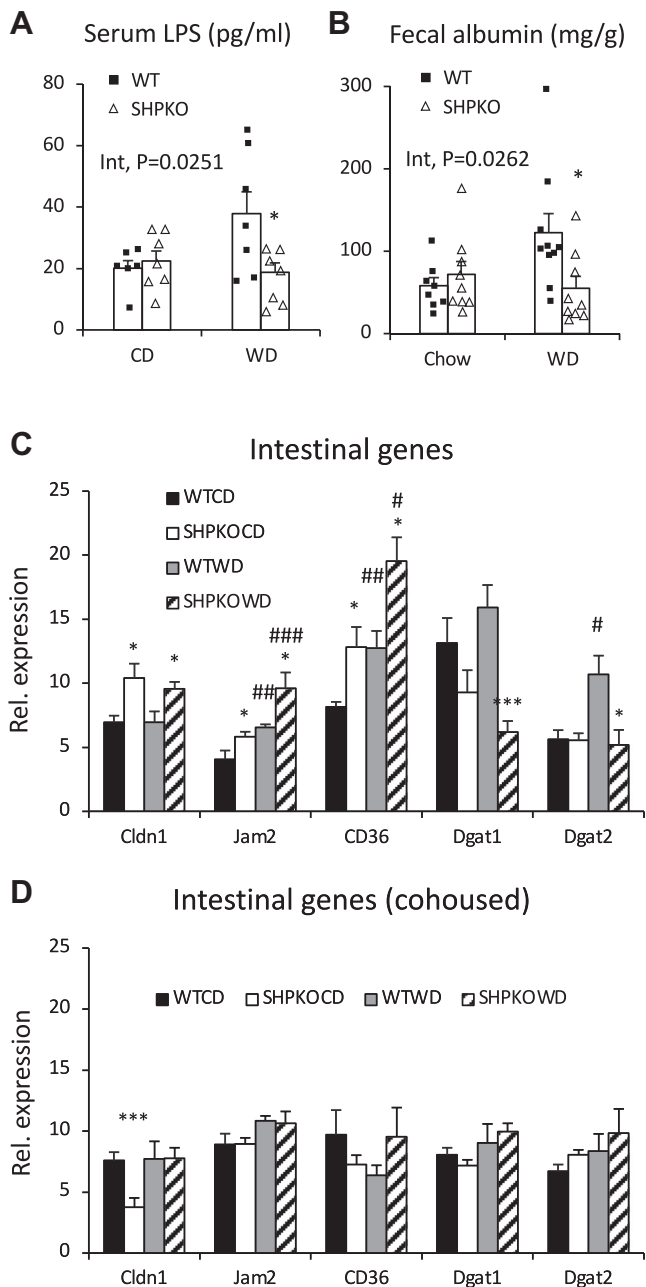 A
Serum LPS (pg/ml)
80
60
40
20
0
WT
SHPKO
Int, P=0.0251
*
CD
WD
B
Fecal albumin (mg/g)
300
200
100
0
WT
SHPKO
Int, P=0.0262
*
Chow
WD
C
Intestinal genes
Rel. expression
25
20
15
10
5
0
WTCD
SHPKOCD
WTWD
SHPKOWD
* *
* ## ### *
* ## # *
***
# *
Cldn1
Jam2
CD36
Dgat1
Dgat2
D
Intestinal genes (cohoused)
Rel. expression
25
20
15
10
5
0
WTCD SHPKOCD WTWD SHPKOWD
***
Cldn1
Jam2
CD36
Dgat1
Dgat2